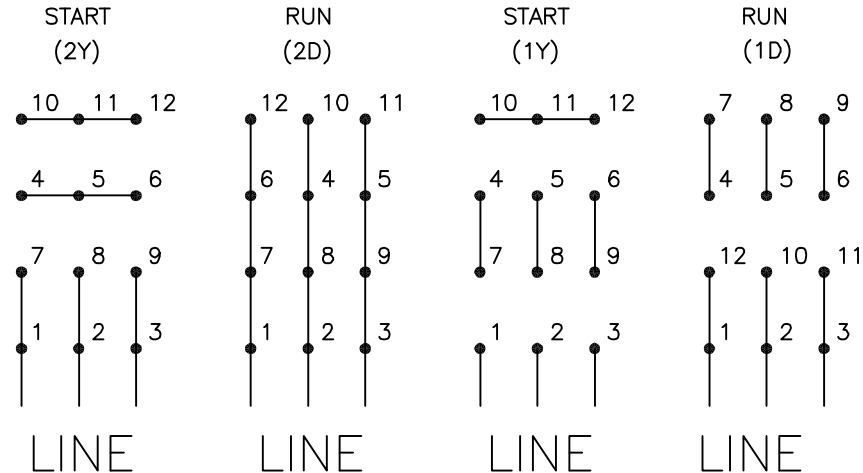 START RUN START RUN
(2Y) (2D) (1Y) (1D)
10 11 12 12 10 11 10 11 12 7 8 9
4 5 6 6 4 5 4 5 6 4 5 6
7 8 9 7 8 9 7 8 9 12 10 11
1 2 3 1 2 3 1 2 3 1 2 3
LINE LINE LINE LINE